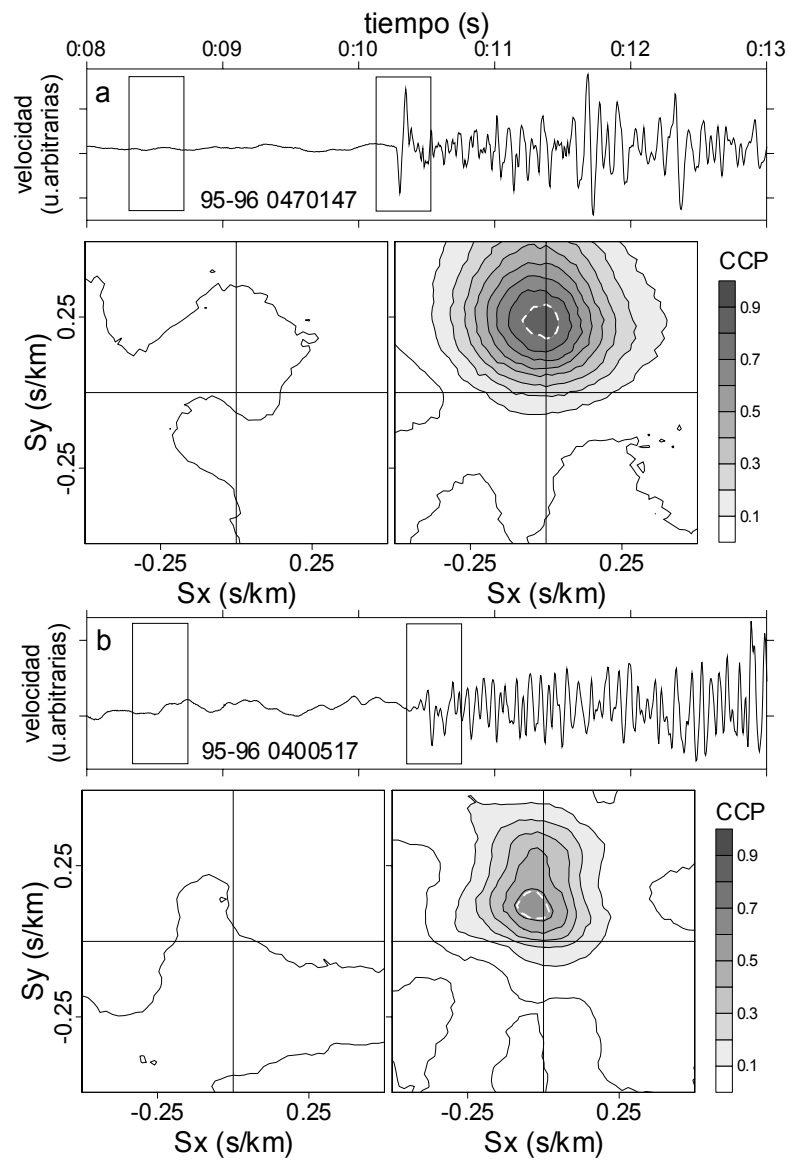 tiempo (s)
0:08 0:09 0:10 0:11 0:12 0:13
a
velocidad
(u.arbitrarias)
95-96 0470147
CCP
0.9
0.7
0.5
0.3
0.1
Sy (s/km)
0.25
-0.25
-0.25 0.25 -0.25 0.25
Sx (s/km) Sx (s/km)
b
velocidad
(u.arbitrarias)
95-96 0400517
CCP
0.9
0.7
0.5
0.3
0.1
Sy (s/km)
0.25
-0.25
-0.25 0.25 -0.25 0.25
Sx (s/km) Sx (s/km)